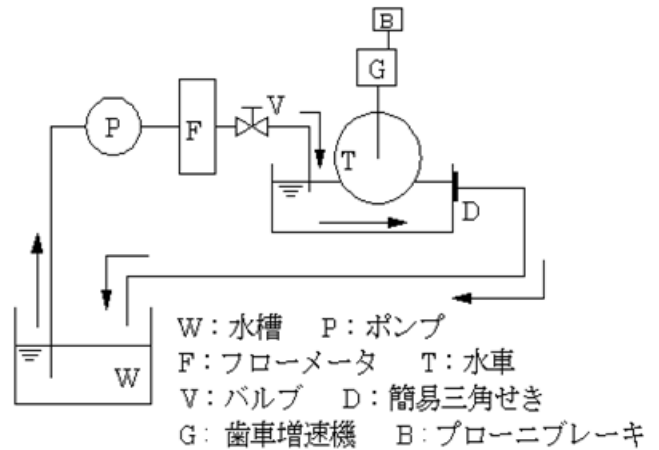 B
G
P
F
V
T
D
W:水槽 P:ポンプ
W
F:フローメータ T:水車
V:バルブ D:簡易三角せき
G:歯車増速機 B:プローニブレーキ